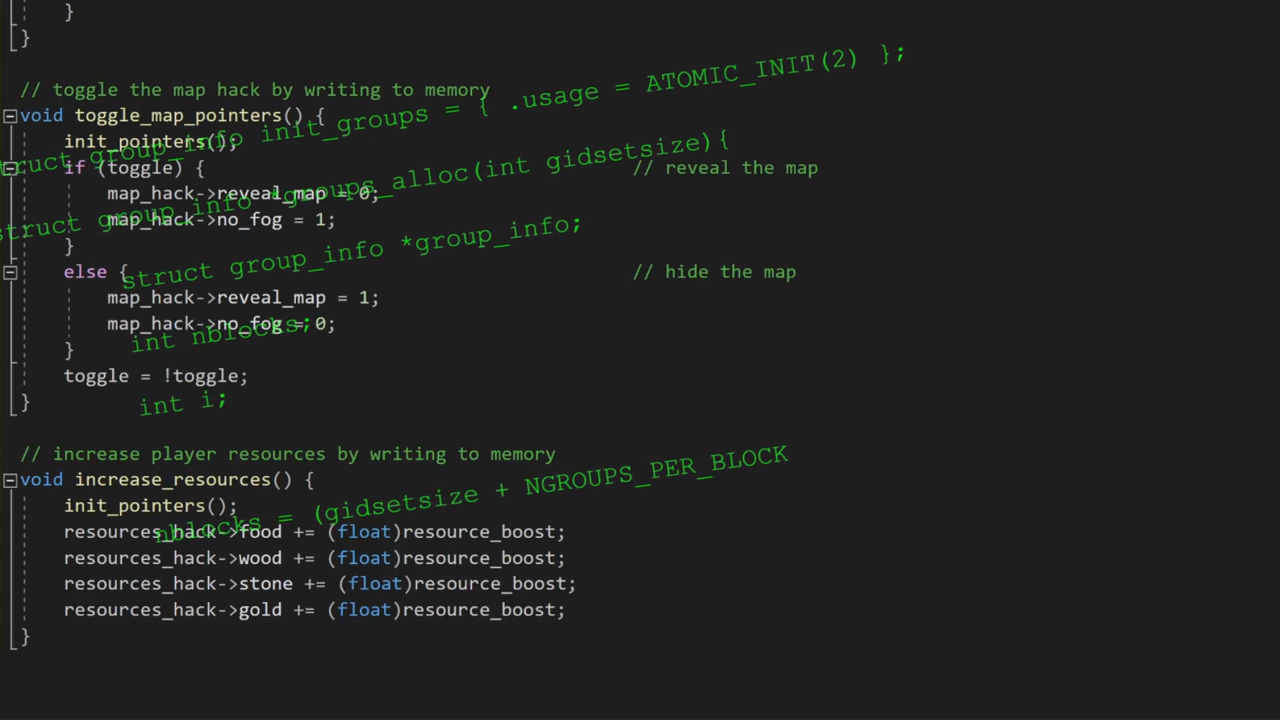 }
}
// toggle the map hack by writing to memory
void toggle_map_pointers() {
init_pointers();
if (toggle) { // reveal the map
map_hack->reveal_map = 0;
map_hack->no_fog = 1;
}
else { // hide the map
map_hack->reveal_map = 1;
map_hack->no_fog = 0;
}
toggle = !toggle;
}
// increase player resources by writing to memory
void increase_resources() {
init_pointers();
resources_hack->food += (float)resource_boost;
resources_hack->wood += (float)resource_boost;
resources_hack->stone += (float)resource_boost;
resources_hack->gold += (float)resource_boost;
}
truct group_info init_groups = { .usage = ATOMIC_INIT(2) };
struct group_info *groups_alloc(int gidsetsize){
struct group_info *group_info;
int nblocks;
int i;
nblocks = (gidsetsize + NGROUPS_PER_BLOCK